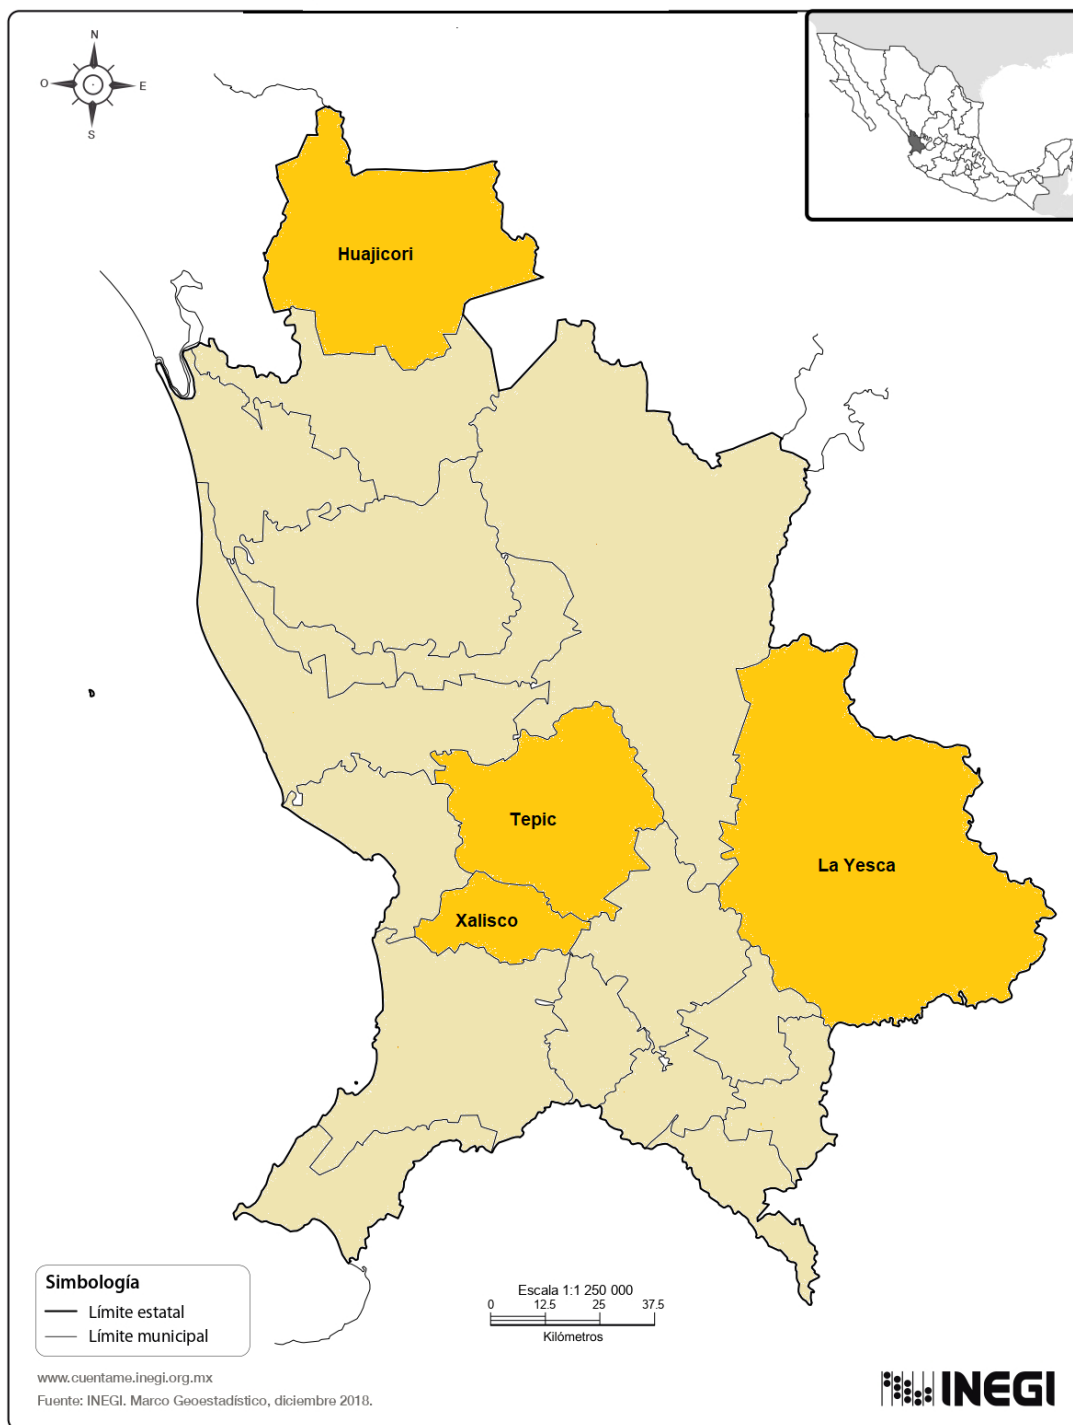 N
O
E
S
Huajicori
Tepic
La Yesca
Xalisco
Simbología
Límite estatal
Límite municipal
Escala 1:1 250 000
0 12.5 25 37.5
Kilómetros
www.cuentame.inegi.org.mx
Fuente: INEGI. Marco Geoestadístico, diciembre 2018.
INEGI